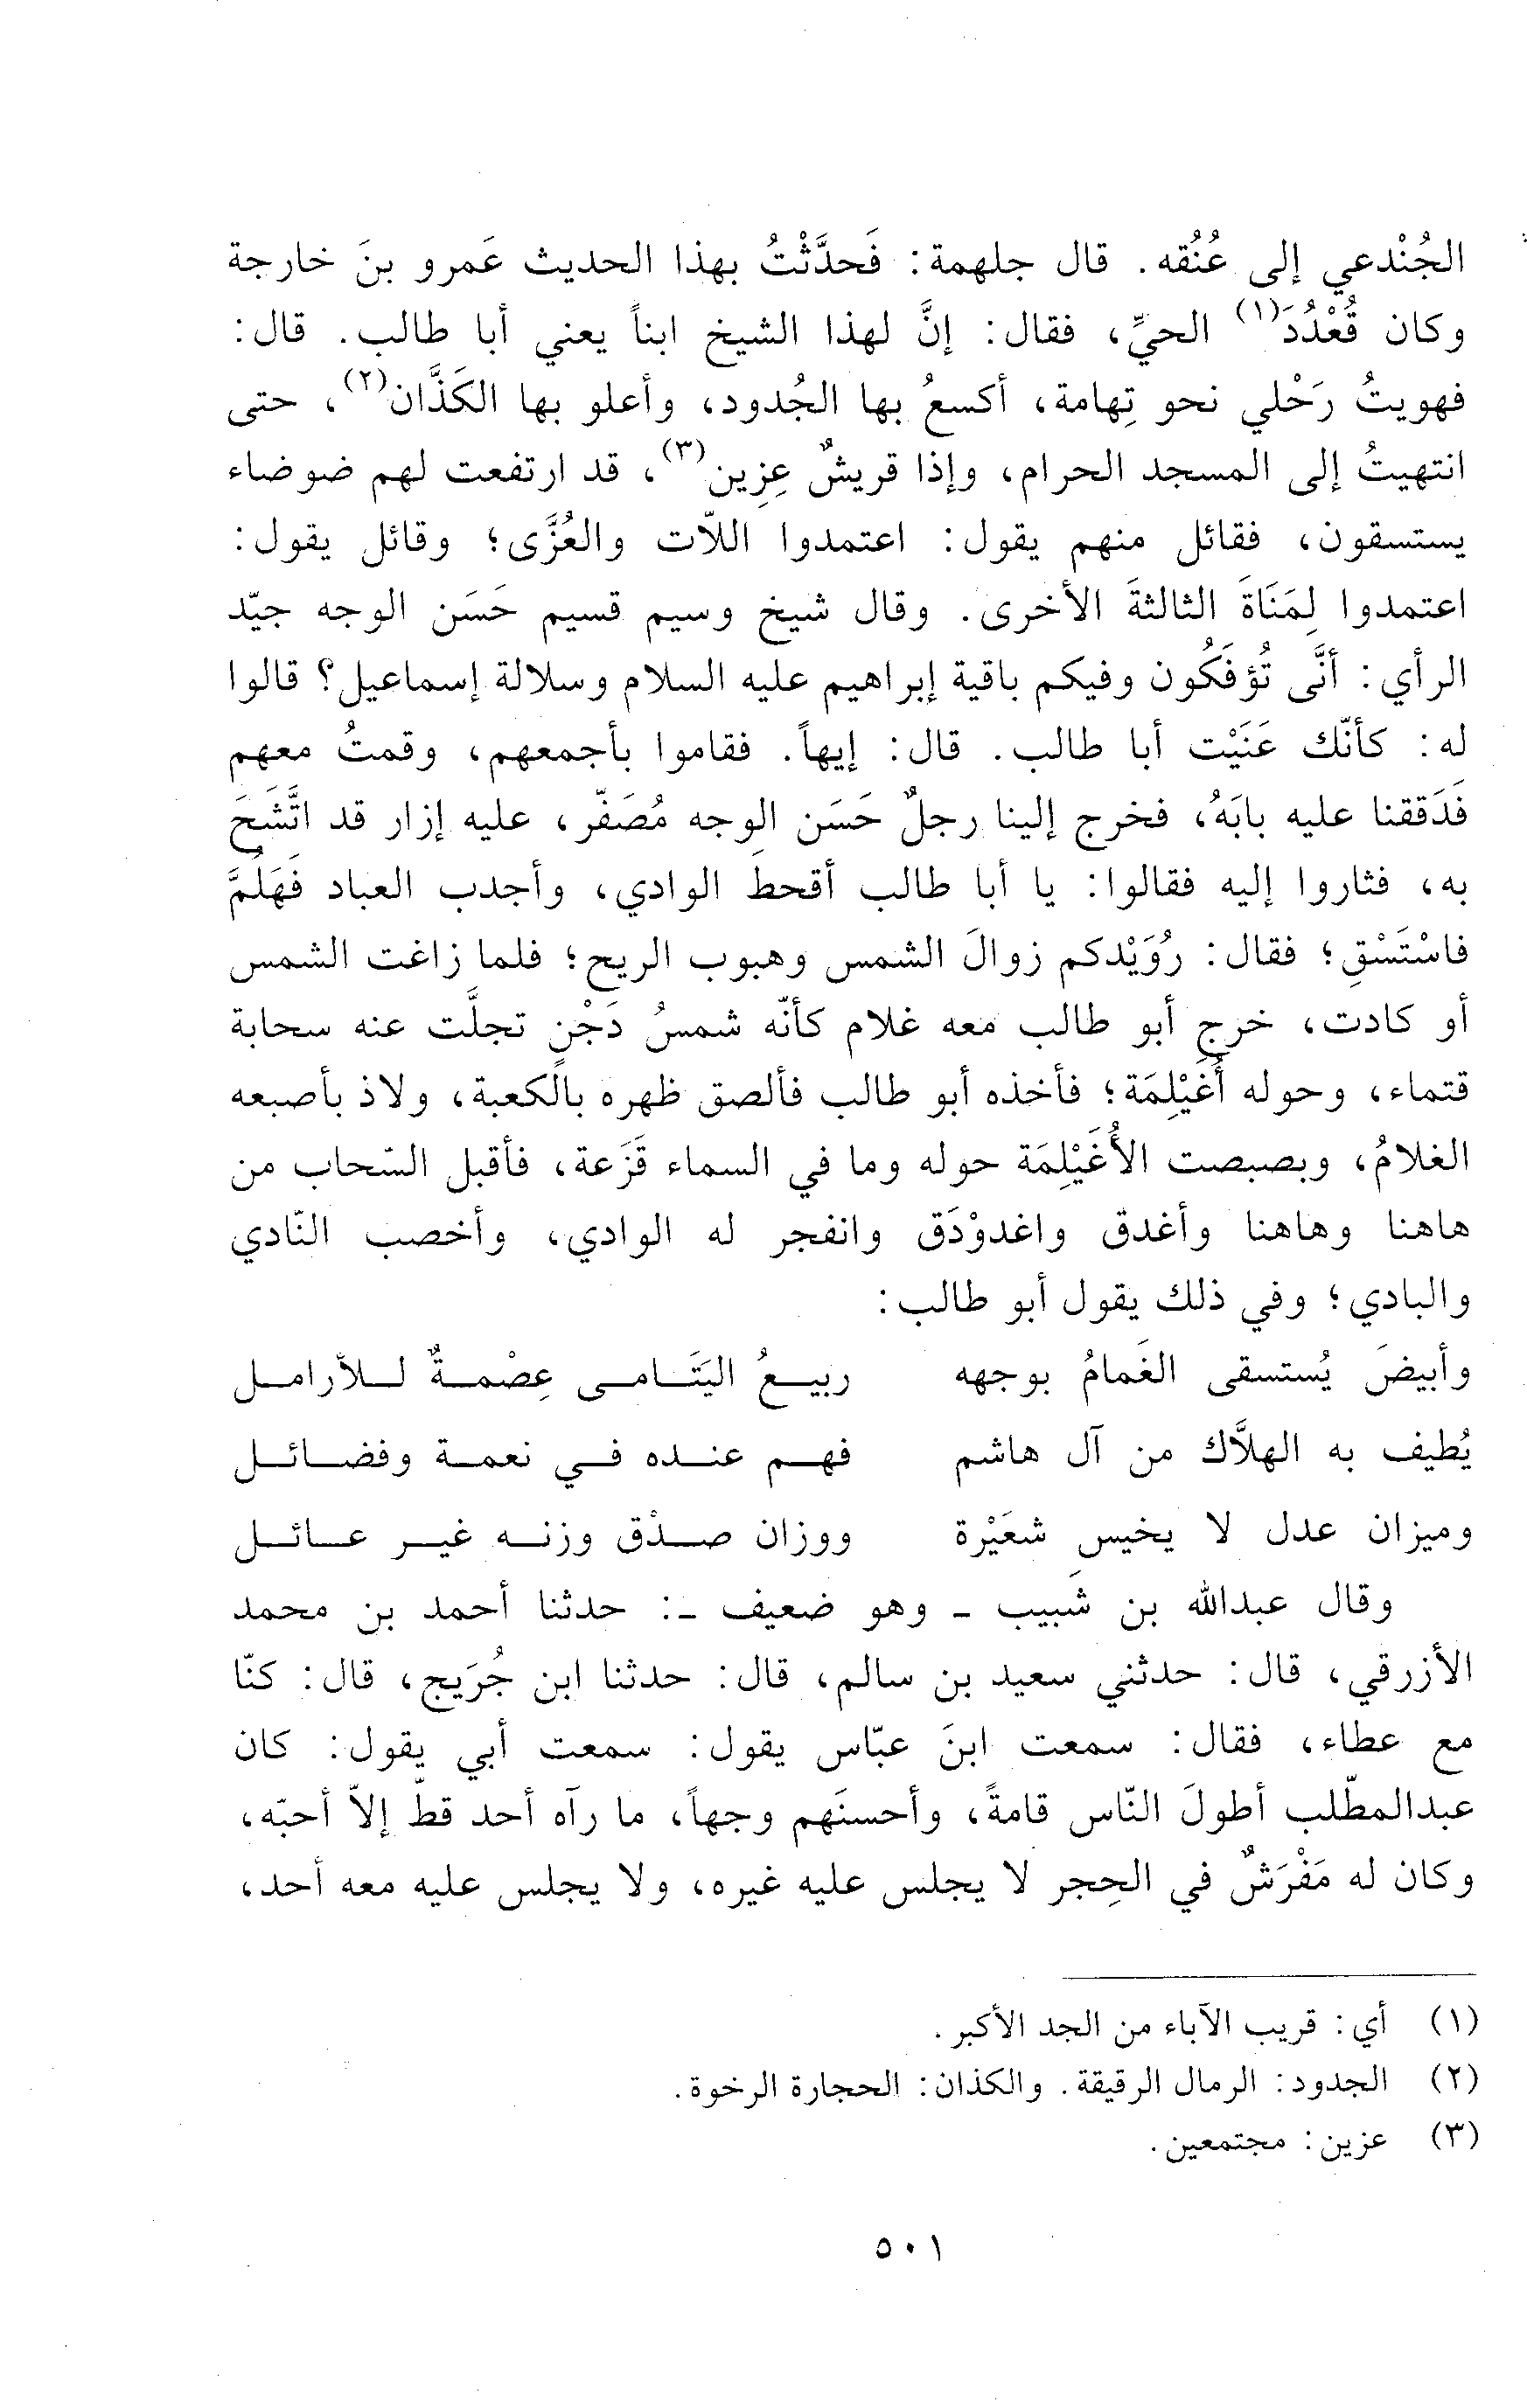 الجُنْدعي إلى عُنُقه. قال جلهمة: فَحدَّثْتُ بهذا الحديث عَمرو بنَ خارجة
وكان قُعْدُدَ(١) الحيِّ، فقال: إنَّ لهذا الشيخ ابناً يعني أبا طالب. قال:
فهويتُ رَحْلي نحو تِهامة، أكسعُ بها الجُدود، وأعلو بها الكَذَّان(٢)، حتى
انتهيتُ إلى المسجد الحرام، وإذا قريشٌ عِزِين(٣)، قد ارتفعت لهم ضوضاء
يستسقون، فقائل منهم يقول: اعتمدوا اللاّت والعُزَّى؛ وقائل يقول:
اعتمدوا لِمَنَاةَ الثالثةَ الأخرى. وقال شيخ وسيم قسيم حَسَن الوجه جيّد
الرأي: أنَّى تُؤفَكُون وفيكم باقية إبراهيم عليه السلام وسلالة إسماعيل؟ قالوا
له: كأنّك عَنَيْت أبا طالب. قال: إيهاً. فقاموا بأجمعهم، وقمتُ معهم
فَدَققنا عليه بابَهُ، فخرج إلينا رجلٌ حَسَن الوجه مُصَفّر، عليه إزار قد اتَّشَحَ
به، فثاروا إليه فقالوا: يا أبا طالب أقحطَ الوادي، وأجدب العباد فَهَلُمَّ
فاسْتَسْقِ؛ فقال: رُوَيْدكم زوالَ الشمس وهبوب الريح؛ فلما زاغت الشمس
أو كادت، خرج أبو طالب معه غلام كأنّه شمسُ دَجْنٍ تجلَّت عنه سحابة
قتماء، وحوله أُغَيْلِمَة؛ فأخذه أبو طالب فألصق ظهره بالكعبة، ولاذ بأصبعه
الغلامُ، وبصبصت الأُغَيْلِمَة حوله وما في السماء قَزَعة، فأقبل السّحاب من
هاهنا وهاهنا وأغدق واغدوْدَق وانفجر له الوادي، وأخصب النّادي
والبادي؛ وفي ذلك يقول أبو طالب:
وأبيضَ يُستسقى الغَمامُ بوجهه ربيعُ اليَتَامى عِصْمةٌ للأرامل
يُطيف به الهلاَّك من آل هاشم فهم عنده في نعمة وفضائل
وميزان عدل لا يخيس شعَيْرة ووزان صدْق وزنه غير عائل
وقال عبدالله بن شَبيب - وهو ضعيف -: حدثنا أحمد بن محمد
الأزرقي، قال: حدثني سعيد بن سالم، قال: حدثنا ابن جُرَيج، قال: كنّا
مع عطاء، فقال: سمعت ابنَ عبّاس يقول: سمعت أبي يقول: كان
عبدالمطّلب أطولَ النّاس قامةً، وأحسنَهم وجهاً، ما رآه أحد قطّ إلاّ أحبّه،
وكان له مَفْرَشٌ في الحِجر لا يجلس عليه غيره، ولا يجلس عليه معه أحد،
(١) أي: قريب الآباء من الجد الأكبر.
(٢) الجدود: الرمال الرقيقة. والكذان: الحجارة الرخوة.
(٣) عزين: مجتمعين.
٥٠١